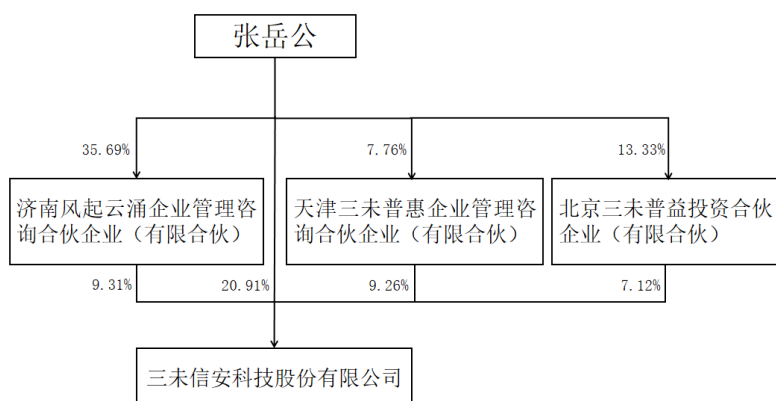 张岳公
35.69%
7.76%
13.33%
济南风起云涌企业管理咨
询合伙企业（有限合伙）
天津三未普惠企业管理咨
询合伙企业（有限合伙）
北京三未普益投资合伙
企业（有限合伙）
9.31%
20.91%
9.26%
7.12%
三未信安科技股份有限公司